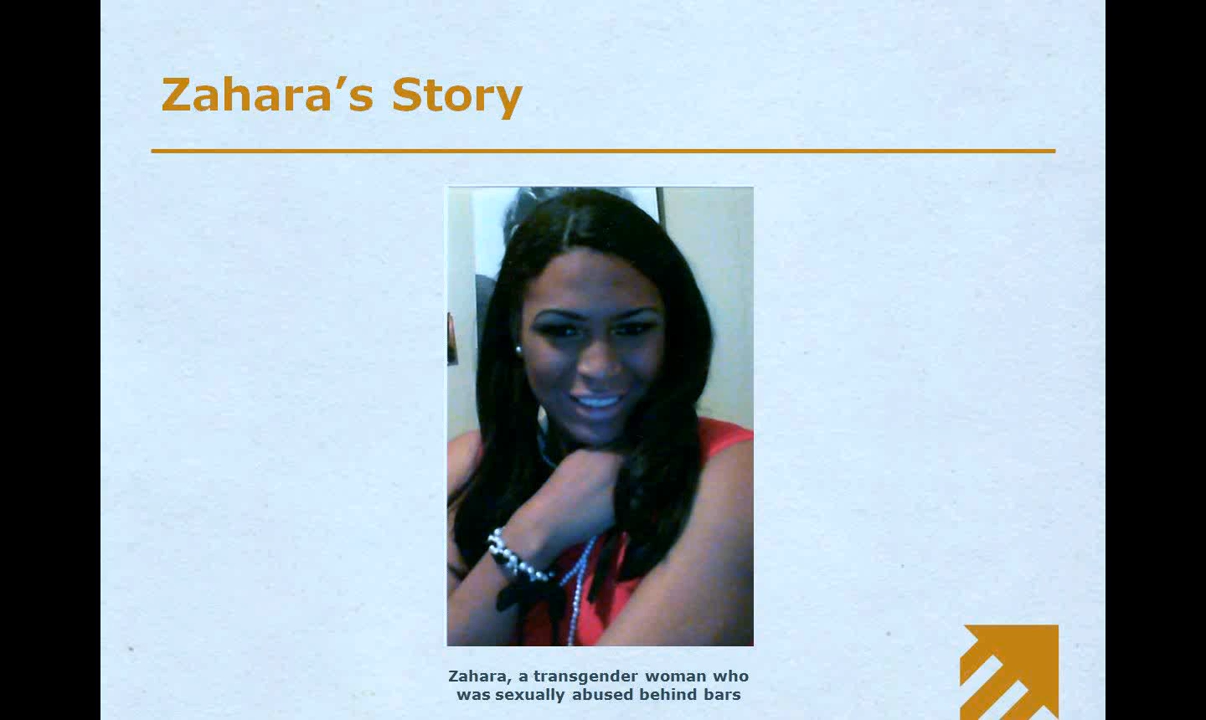 Zahara’s Story
Zahara, a transgender woman who
was sexually abused behind bars